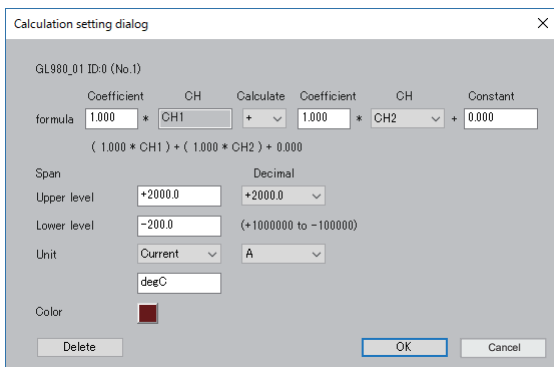 Calculation setting dialog
GL980_01 ID:0 (No.1)
Coefficient CH Calculate Coefficient CH Constant
formula 1.000 * CH1 + 1.000 * CH2 + 0.000
( 1.000 * CH1 ) + ( 1.000 * CH2 ) + 0.000
Span Decimal
Upper level +2000.0 +2000.0
Lower level -200.0 (+1000000 to -100000)
Unit Current A
degC
Color
Delete OK Cancel